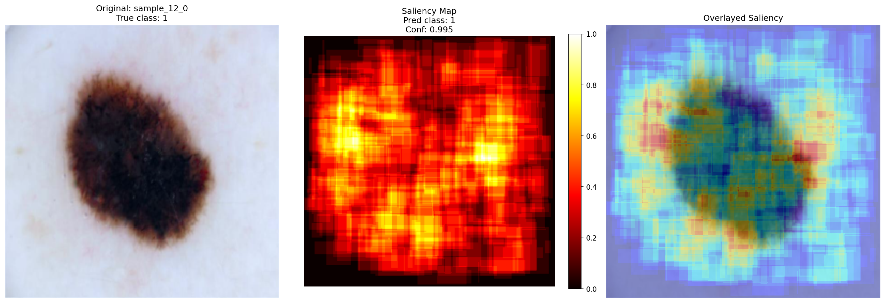 Original: sample_12_0
True class: 1
Saliency Map
Pred class: 1
Conf: 0.995
1.0
0.8
0.6
0.4
0.2
0.0
Overlayed Saliency